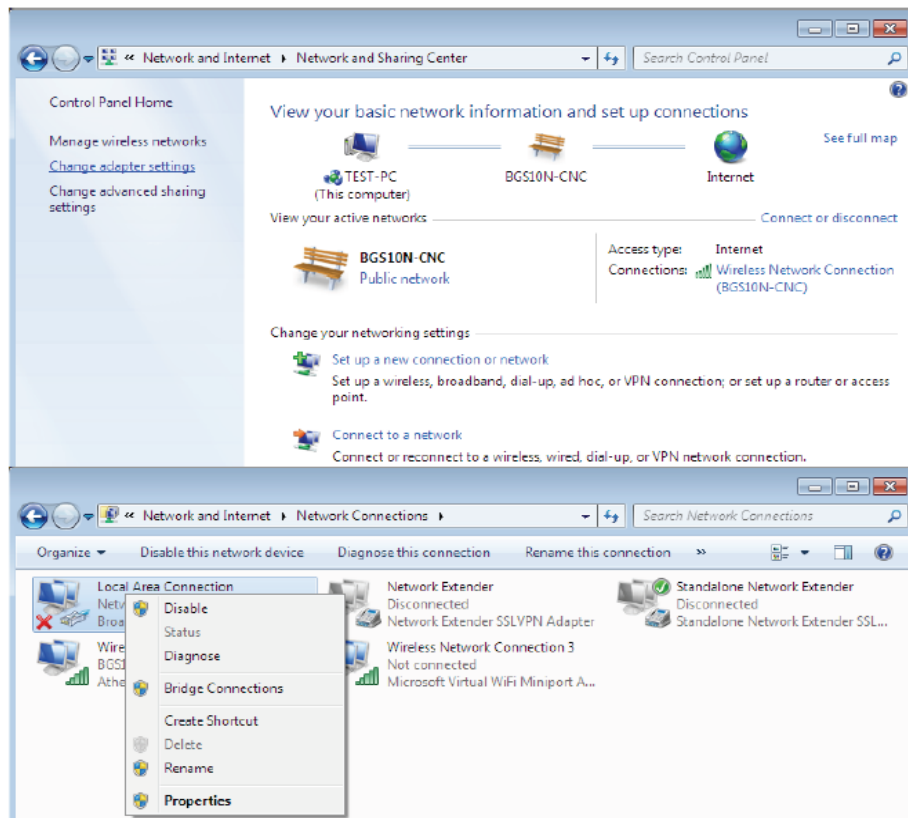 « Network and Internet ▸ Network and Sharing Center
Search Control Panel
Control Panel Home
Manage wireless networks
Change adapter settings
Change advanced sharing
settings
View your basic network information and set up connections
See full map
TEST-PC
(This computer)
BGS10N-CNC
Internet
View your active networks
Connect or disconnect
BGS10N-CNC
Public network
Access type: Internet
Connections: Wireless Network Connection
(BGS10N-CNC)
Change your networking settings
Set up a new connection or network
Set up a wireless, broadband, dial-up, ad hoc, or VPN connection; or set up a router or access
point.
Connect to a network
Connect or reconnect to a wireless, wired, dial-up, or VPN network connection.
« Network and Internet ▸ Network Connections ▸
Search Network Connections
Organize Disable this network device Diagnose this connection Rename this connection »
Local Area Connection
Netw
Broa
Wire
BGS1
Athe
Disable
Status
Diagnose
Bridge Connections
Create Shortcut
Delete
Rename
Properties
Network Extender
Disconnected
Network Extender SSLVPN Adapter
Wireless Network Connection 3
Not connected
Microsoft Virtual WiFi Miniport A...
Standalone Network Extender
Disconnected
Standalone Network Extender SSL...